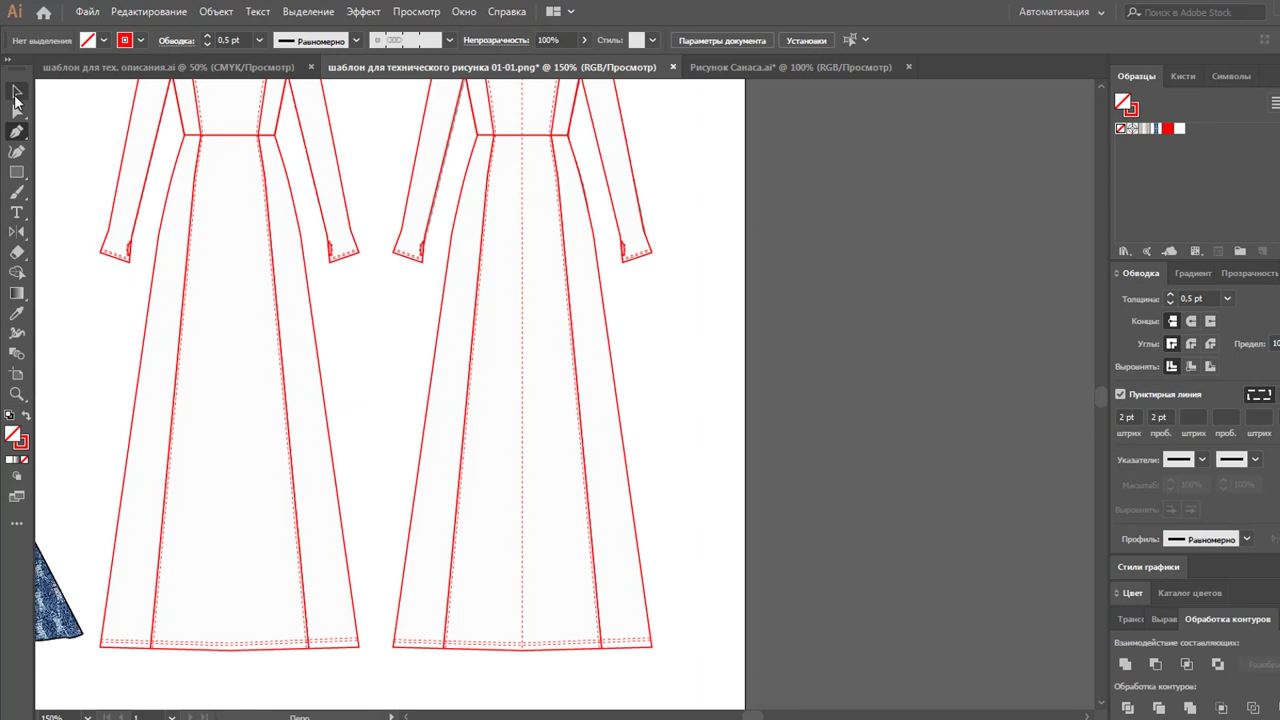 Ai Файл Редактирование Объект Текст Выделение Эффект Просмотр Окно Справка Автоматизация Поиск в Adobe Stock
Нет выделения Обводка: 0,5 pt Равномерно Непрозрачность: 100% Стиль: Параметры документа Установки
шаблон для тех. описания.ai @ 50% (CMYK/Просмотр) × шаблон для технического рисунка 01-01.png* @ 150% (RGB/Просмотр) × Рисунок Санаса.ai* @ 100% (RGB/Просмотр) ×
Образцы Кисти Символы
Обводка Градиент Прозрачность
Толщина: 0,5 pt
Концы:
Углы: Предел: 10
Выровнять:
Пунктирная линия
2 pt 2 pt
штрих проб. штрих проб. штрих
Указатели:
Масштаб: 100% 100%
Выровнять:
Профиль: Равномерно
Стили графики
Цвет Каталог цветов
Транс Вырав Обработка контуров
Взаимодействие составляющих:
Разобра
Обработка контуров:
150% 1 Перо